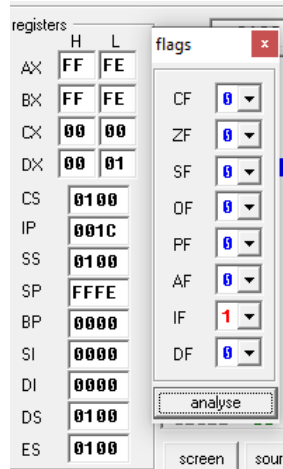 registers
H L
AX FF FE
BX FF FE
CX 00 00
DX 00 01
CS 0100
IP 001C
SS 0100
SP FFFE
BP 0000
SI 0000
DI 0000
DS 0100
ES 0100
flags x
CF 0
ZF 0
SF 0
OF 0
PF 0
AF 0
IF 1
DF 0
analyse
screen sour